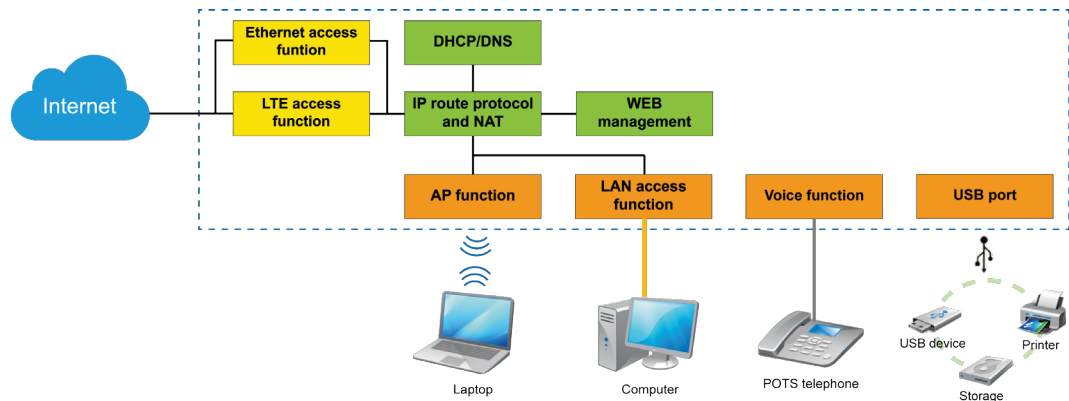 Internet
Ethernet access
funtion
DHCP/DNS
LTE access
function
IP route protocol
and NAT
WEB
management
AP function
LAN access
function
Voice function
USB port
Laptop
Computer
POTS telephone
USB device
Printer
Storage